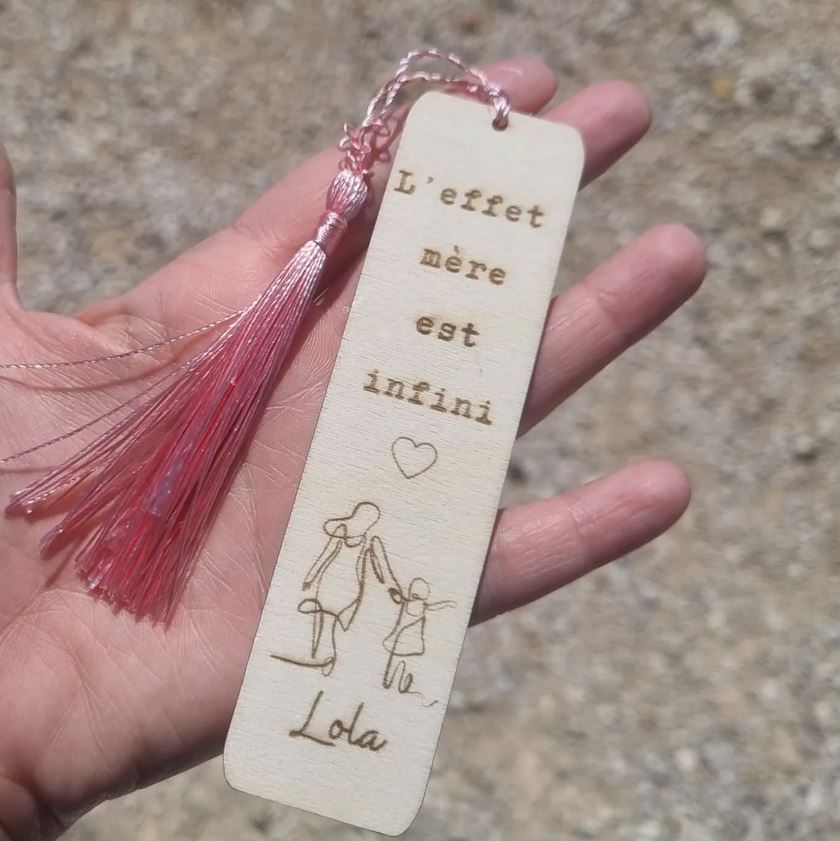 L'effet
mère
est
infini
Lola